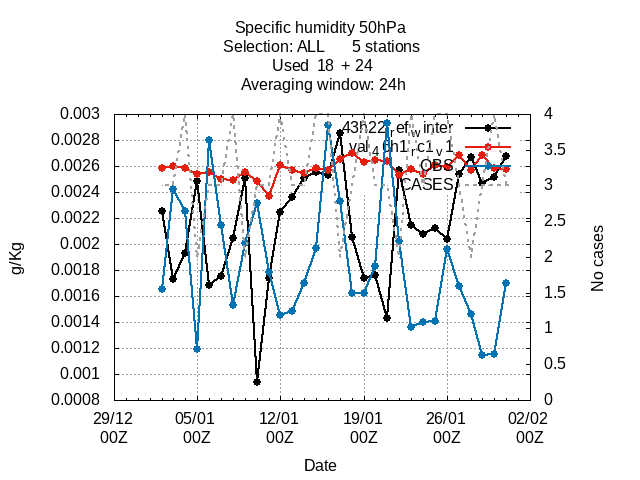 Specific humidity 50hPa
Selection: ALL 5 stations
Used 18 + 24
Averaging window: 24h
43h22_ref_winter
val_46h1_rc1_v1
OBS
CASES
g/Kg
0.003
0.0028
0.0026
0.0024
0.0022
0.002
0.0018
0.0016
0.0014
0.0012
0.001
0.0008
4
3.5
3
2.5
2
1.5
1
0.5
0
No cases
29/12 05/01 12/01 19/01 26/01 02/02
00Z 00Z 00Z 00Z 00Z 00Z
Date